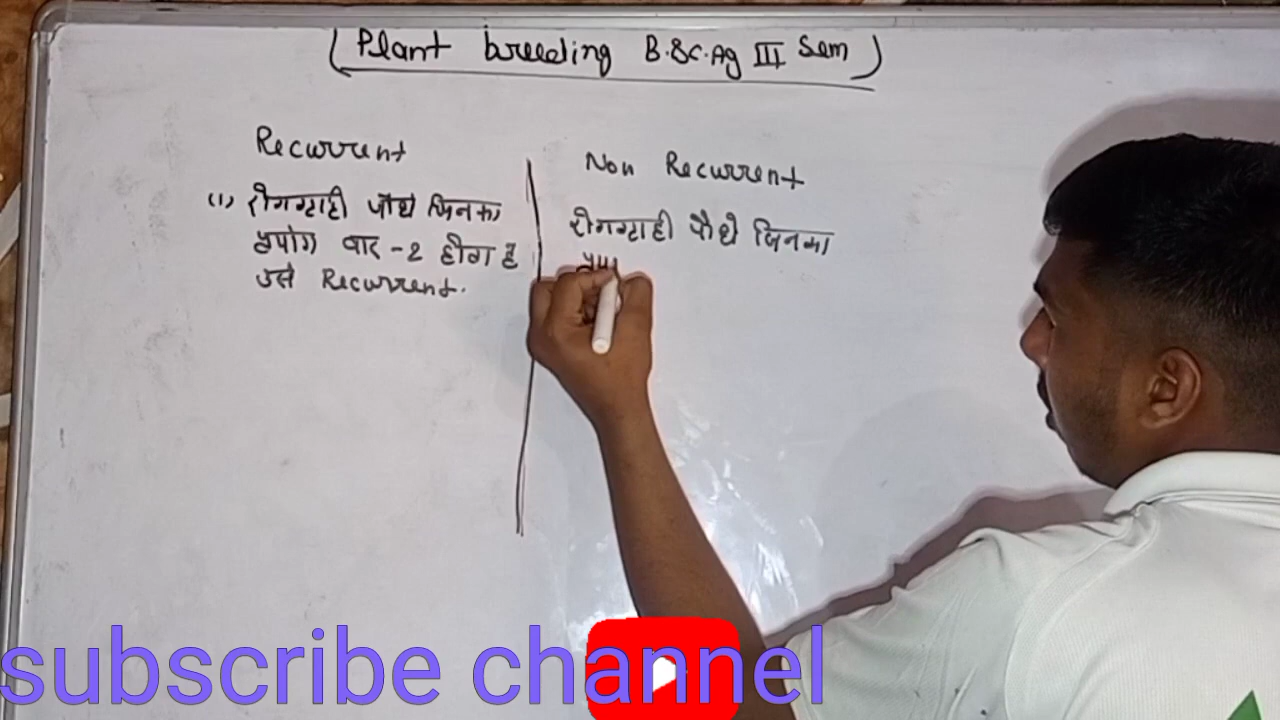 (Plant breeding B.Sc.Ag III Sem)
Recurrent
(1) रोगग्राही पौधे जिनका
उपयोग बार-2 होगा है
उसे Recurrent.
Non Recurrent
रोगग्राही पौधे जिनका
subscribe channel